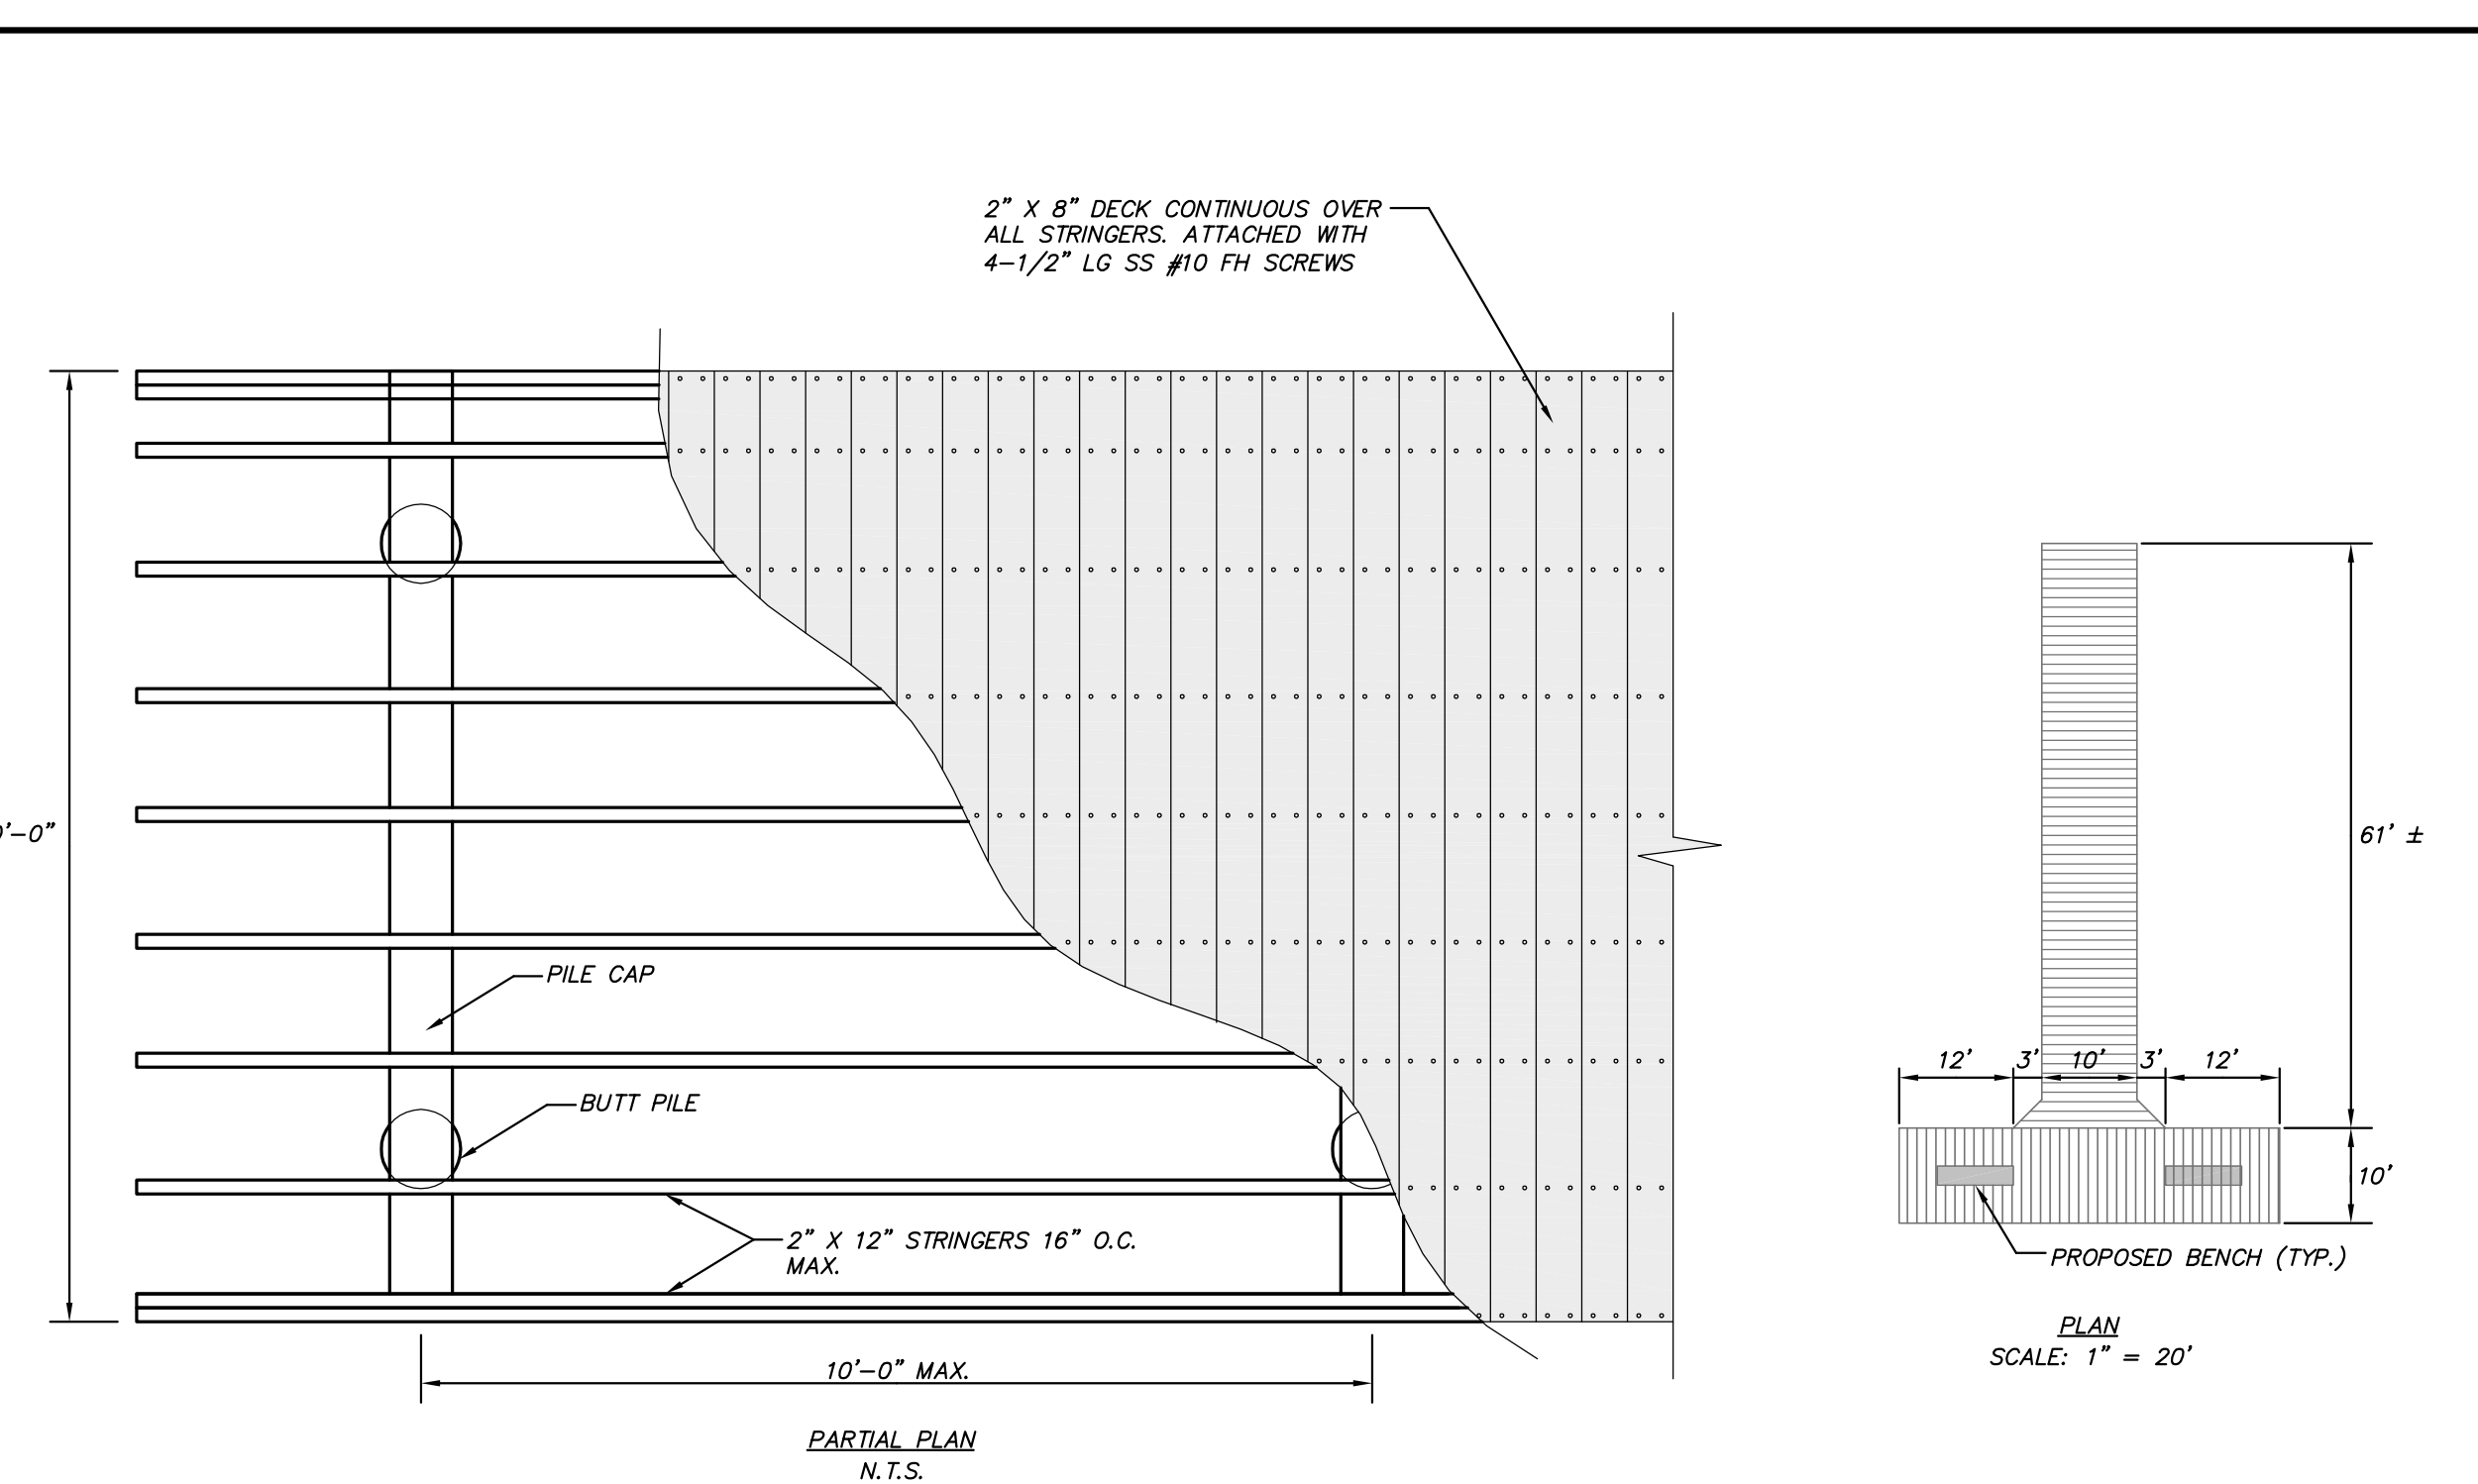 2" X 8" DECK CONTINUOUS OVER
ALL STRINGERS. ATTACHED WITH
4-1/2" LG SS #10 FH SCREWS
0'-0"
PILE CAP
BUTT PILE
2" X 12" STRINGERS 16" O.C.
MAX.
10'-0" MAX.
PARTIAL PLAN
N.T.S.
61' ±
12' 3' 10' 3' 12'
10'
PROPOSED BENCH (TYP.)
PLAN
SCALE: 1" = 20'